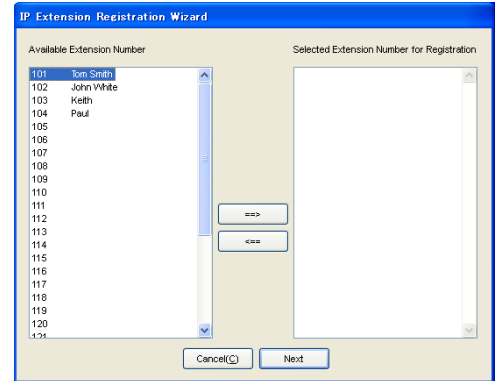 IP Extension Registration Wizard
Available Extension Number
Selected Extension Number for Registration
101 Tom Smith
102 John White
103 Keith
104 Paul
105
106
107
108
109
110
111
112
113
114
115
116
117
118
119
120
121
==>
<==
Cancel(C)
Next